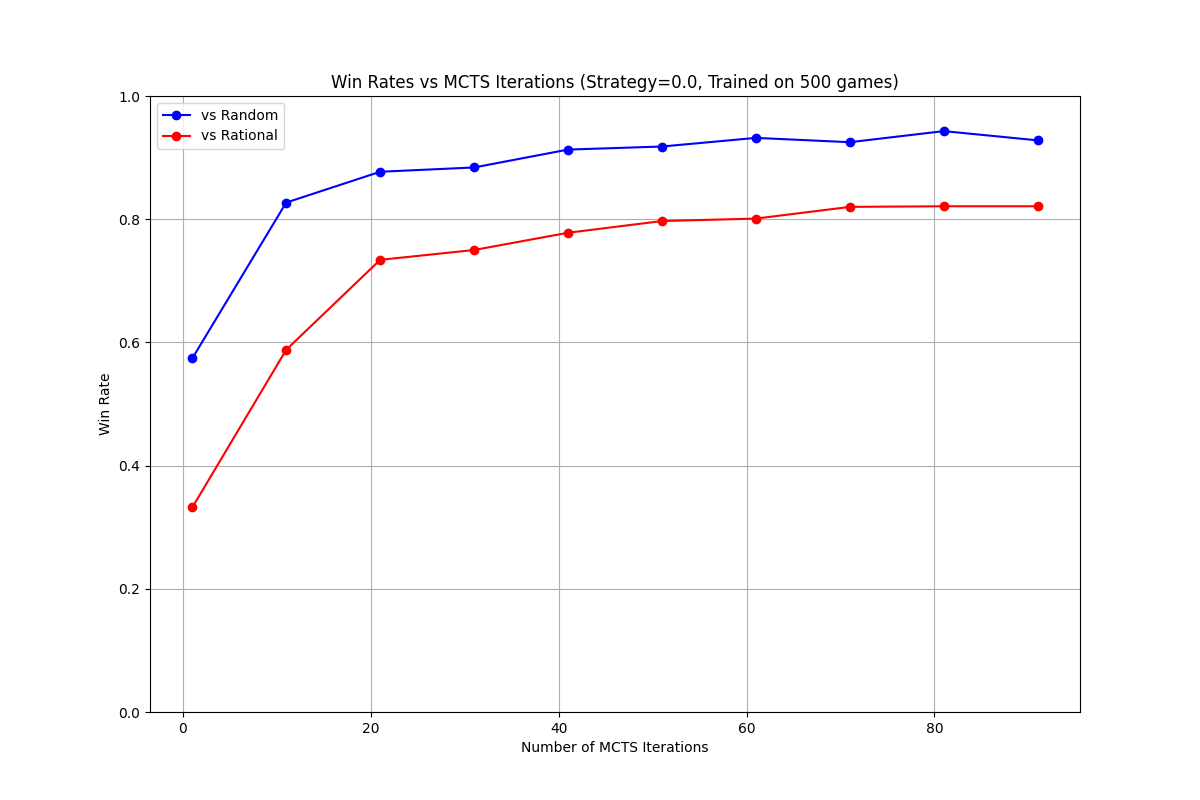 Win Rates vs MCTS Iterations (Strategy=0.0, Trained on 500 games)
vs Random
vs Rational
Win Rate
1.0
0.8
0.6
0.4
0.2
0.0
0 20 40 60 80
Number of MCTS Iterations